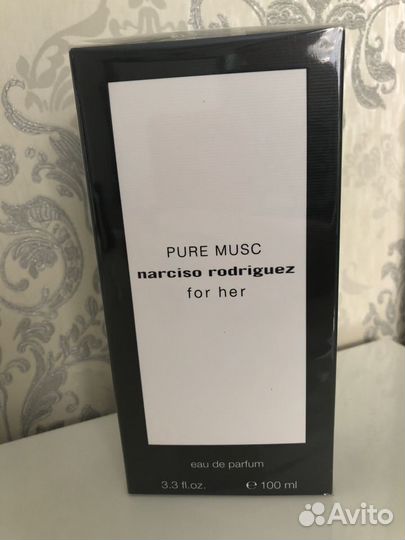 PURE MUSC
narciso rodriguez
for her
eau de parfum
3.3 fl.oz. ℮ 100 ml
Avito